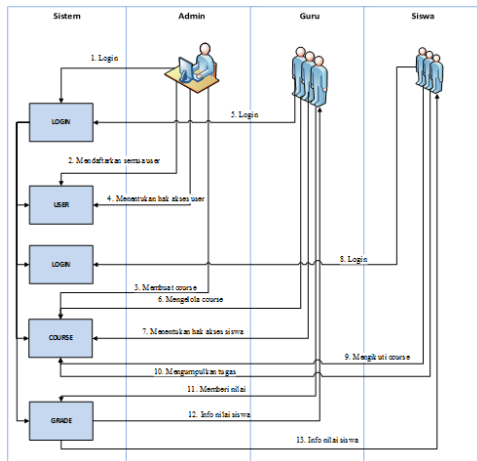 Sistem Admin Guru Siswa
1. Login
LOGIN
5. Login
2. Mendaftarkan semua user
USER
4. Menentukan hak akses user
LOGIN
8. Login
3. Membuat course
6. Mengelola course
COURSE
7. Menentukan hak akses siswa
9. Mengikuti course
10. Mengumpulkan tugas
11. Memberi nilai
GRADE
12. Info nilai siswa
13. Info nilai siswa